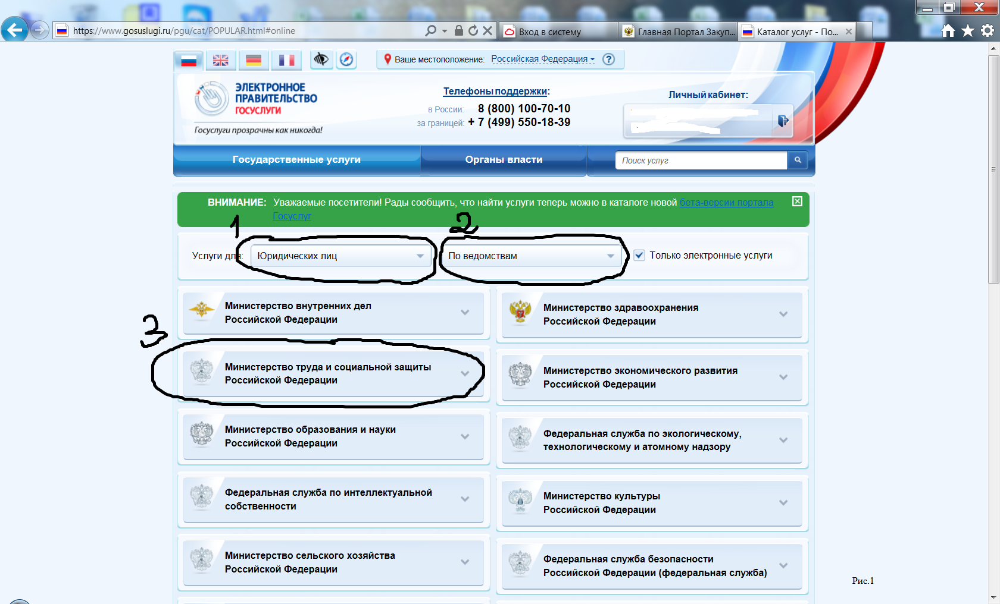 https://www.gosuslugi.ru/pgu/cat/POPULAR.html#online
Вход в систему
Главная Портал Закуп...
Каталог услуг - По...
Ваше местоположение: Российская Федерация
?
ЭЛЕКТРОННОЕ
ПРАВИТЕЛЬСТВО
ГОСУСЛУГИ
Госуслуги прозрачны как никогда!
Телефоны поддержки:
в России: 8 (800) 100-70-10
за границей: + 7 (499) 550-18-39
Личный кабинет:
Государственные услуги
Органы власти
Поиск услуг
ВНИМАНИЕ: Уважаемые посетители! Рады сообщить, что найти услуги теперь можно в каталоге новой бета-версии портала
Госуслуг
1
2
Услуги для: Юридических лиц
По ведомствам
Только электронные услуги
Министерство внутренних дел
Российской Федерации
Министерство здравоохранения
Российской Федерации
3
Министерство труда и социальной защиты
Российской Федерации
Министерство экономического развития
Российской Федерации
Министерство образования и науки
Российской Федерации
Федеральная служба по экологическому,
технологическому и атомному надзору
Федеральная служба по интеллектуальной
собственности
Министерство культуры
Российской Федерации
Министерство сельского хозяйства
Российской Федерации
Федеральная служба безопасности
Российской Федерации (федеральная служба)
Рис.1